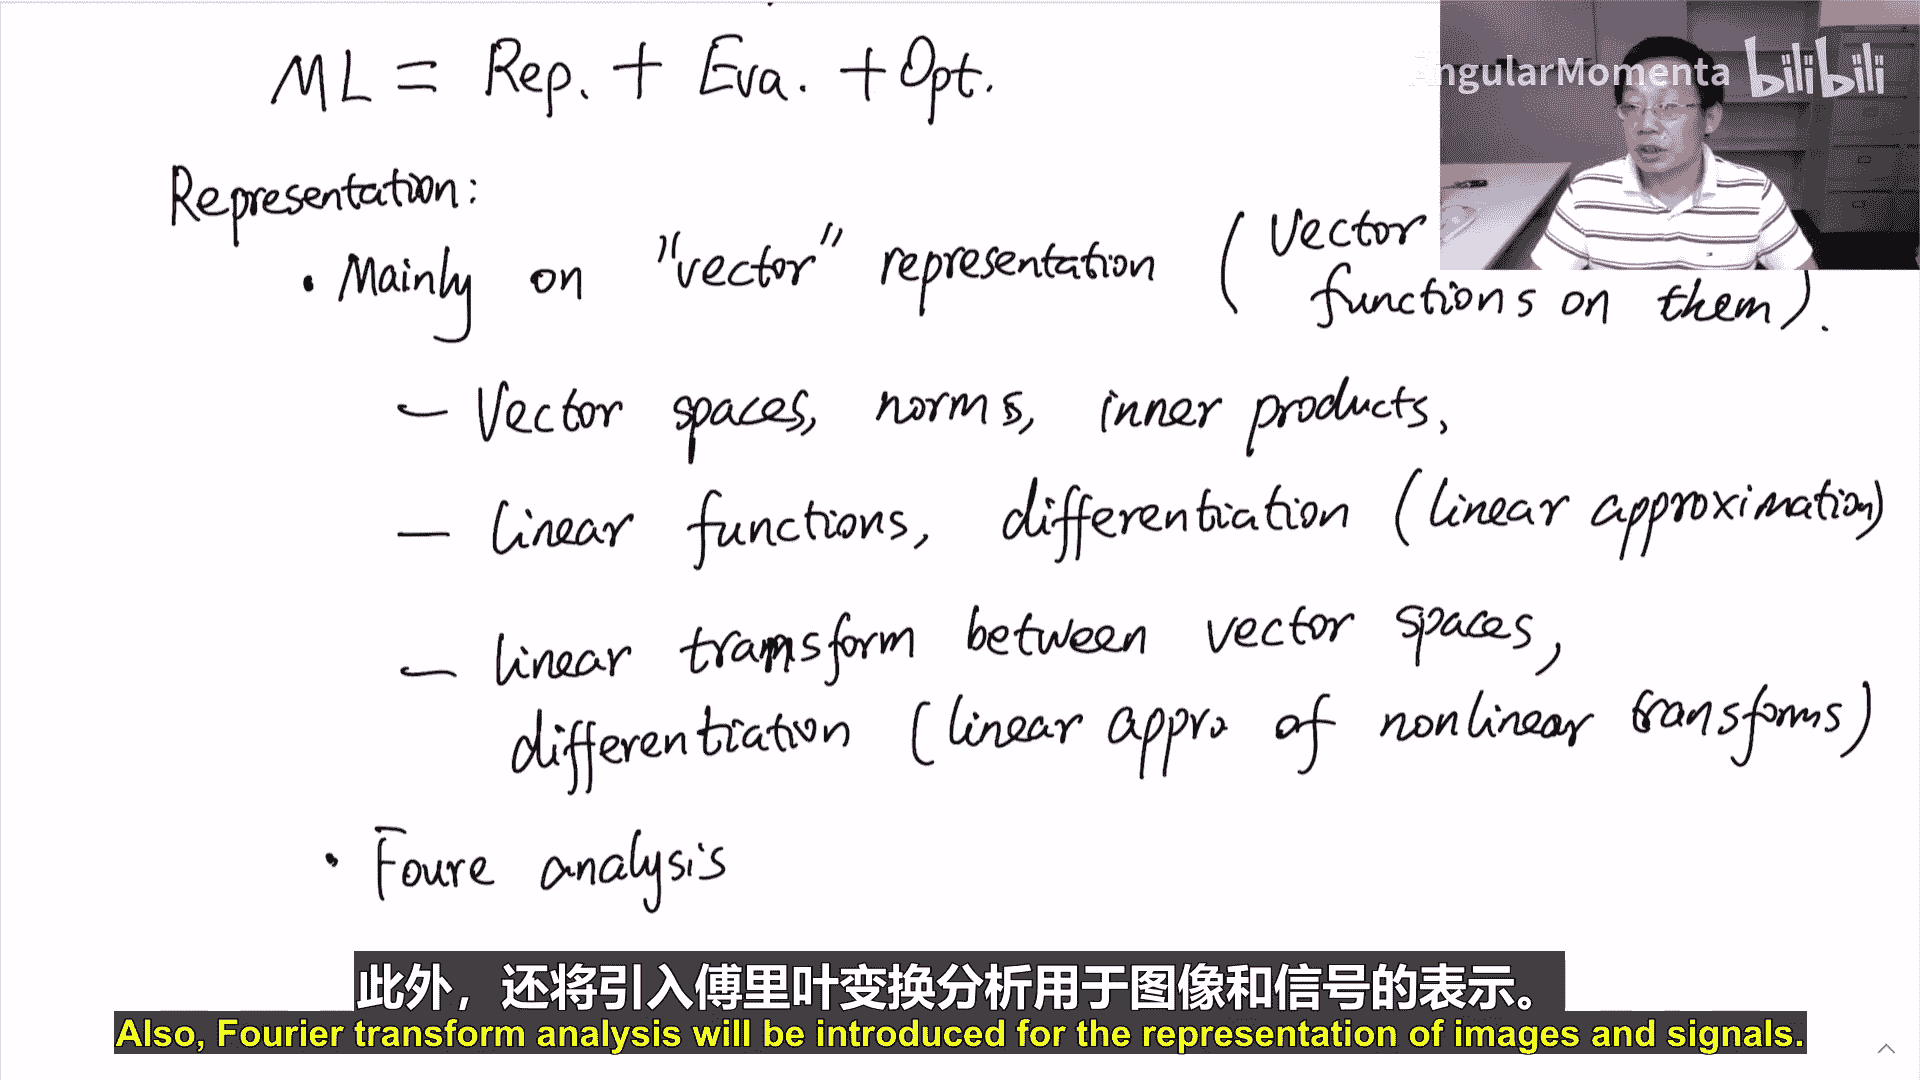 ML = Rep. + Eva. + Opt.
AngularMomenta bilibili
Representation:
• Mainly on "vector" representation ( Vector
functions on them).
– Vector spaces, norms, inner products,
– linear functions, differentiation (linear approximation)
– linear transform between vector spaces,
differentiation (linear appro of nonlinear transforms)
• Foure analysis
此外，还将引入傅里叶变换分析用于图像和信号的表示。
Also, Fourier transform analysis will be introduced for the representation of images and signals.